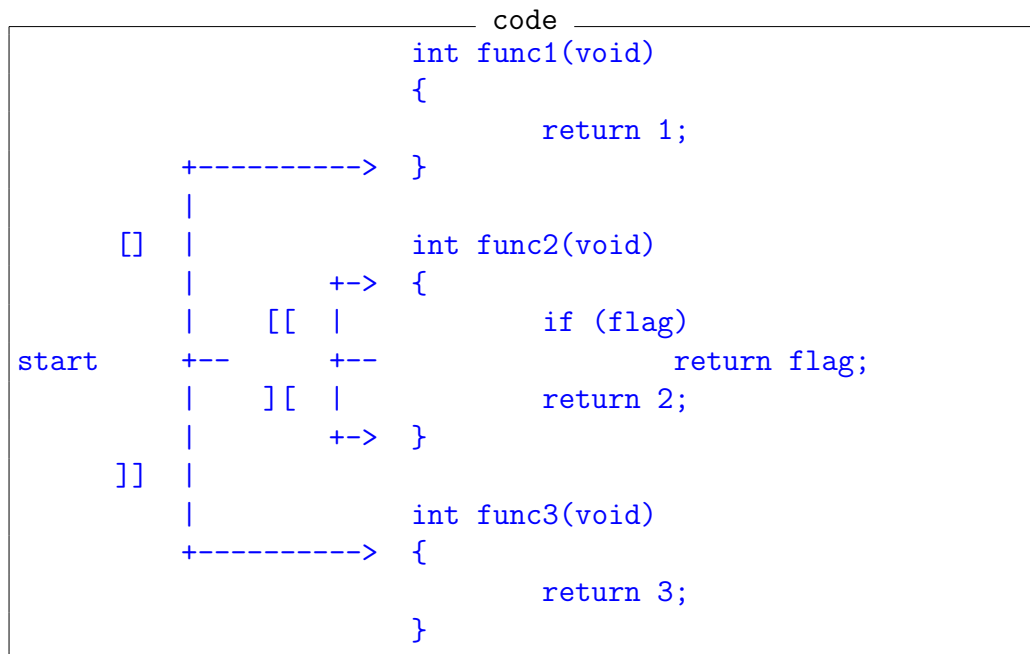 code
                               int func1(void)
                               {
                                         return 1;
             +----------> }
             |
        []   |                 int func2(void)
             |          +-> {
             |     [[   |                if (flag)
start        +--        +--                        return flag;
             |     ][   |                return 2;
             |          +-> }
        ]]   |
             |                 int func3(void)
             +----------> {
                                         return 3;
                               }